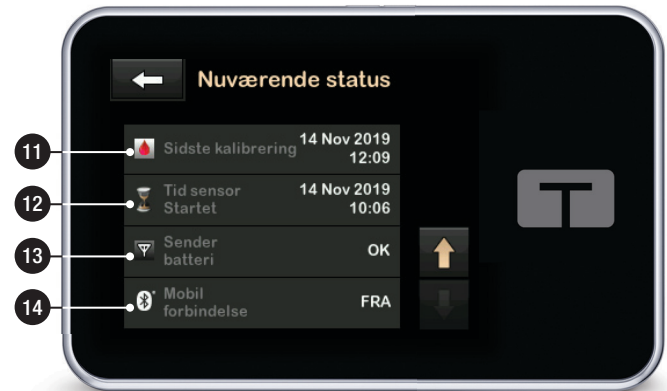 Nuværende status
11
Sidste kalibrering
14 Nov 2019
12:09
12
Tid sensor
Startet
14 Nov 2019
10:06
13
Sender
batteri
OK
14
Mobil
forbindelse
FRA